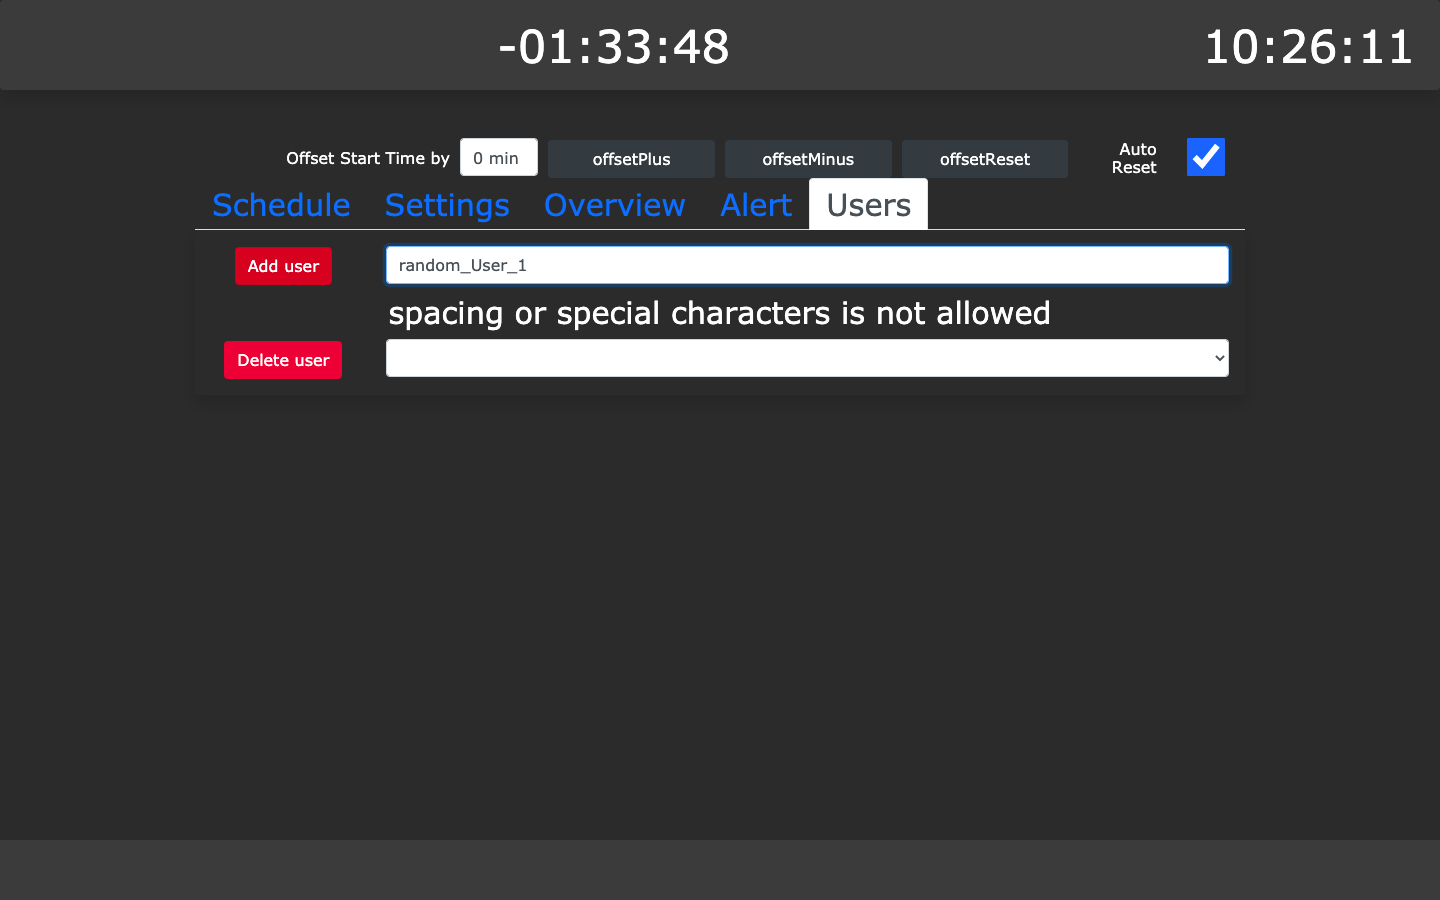 -01:33:48
10:26:11
Offset Start Time by
0 min
offsetPlus
offsetMinus
offsetReset
Auto
Reset
Schedule
Settings
Overview
Alert
Users
Add user
random_User_1
spacing or special characters is not allowed
Delete user